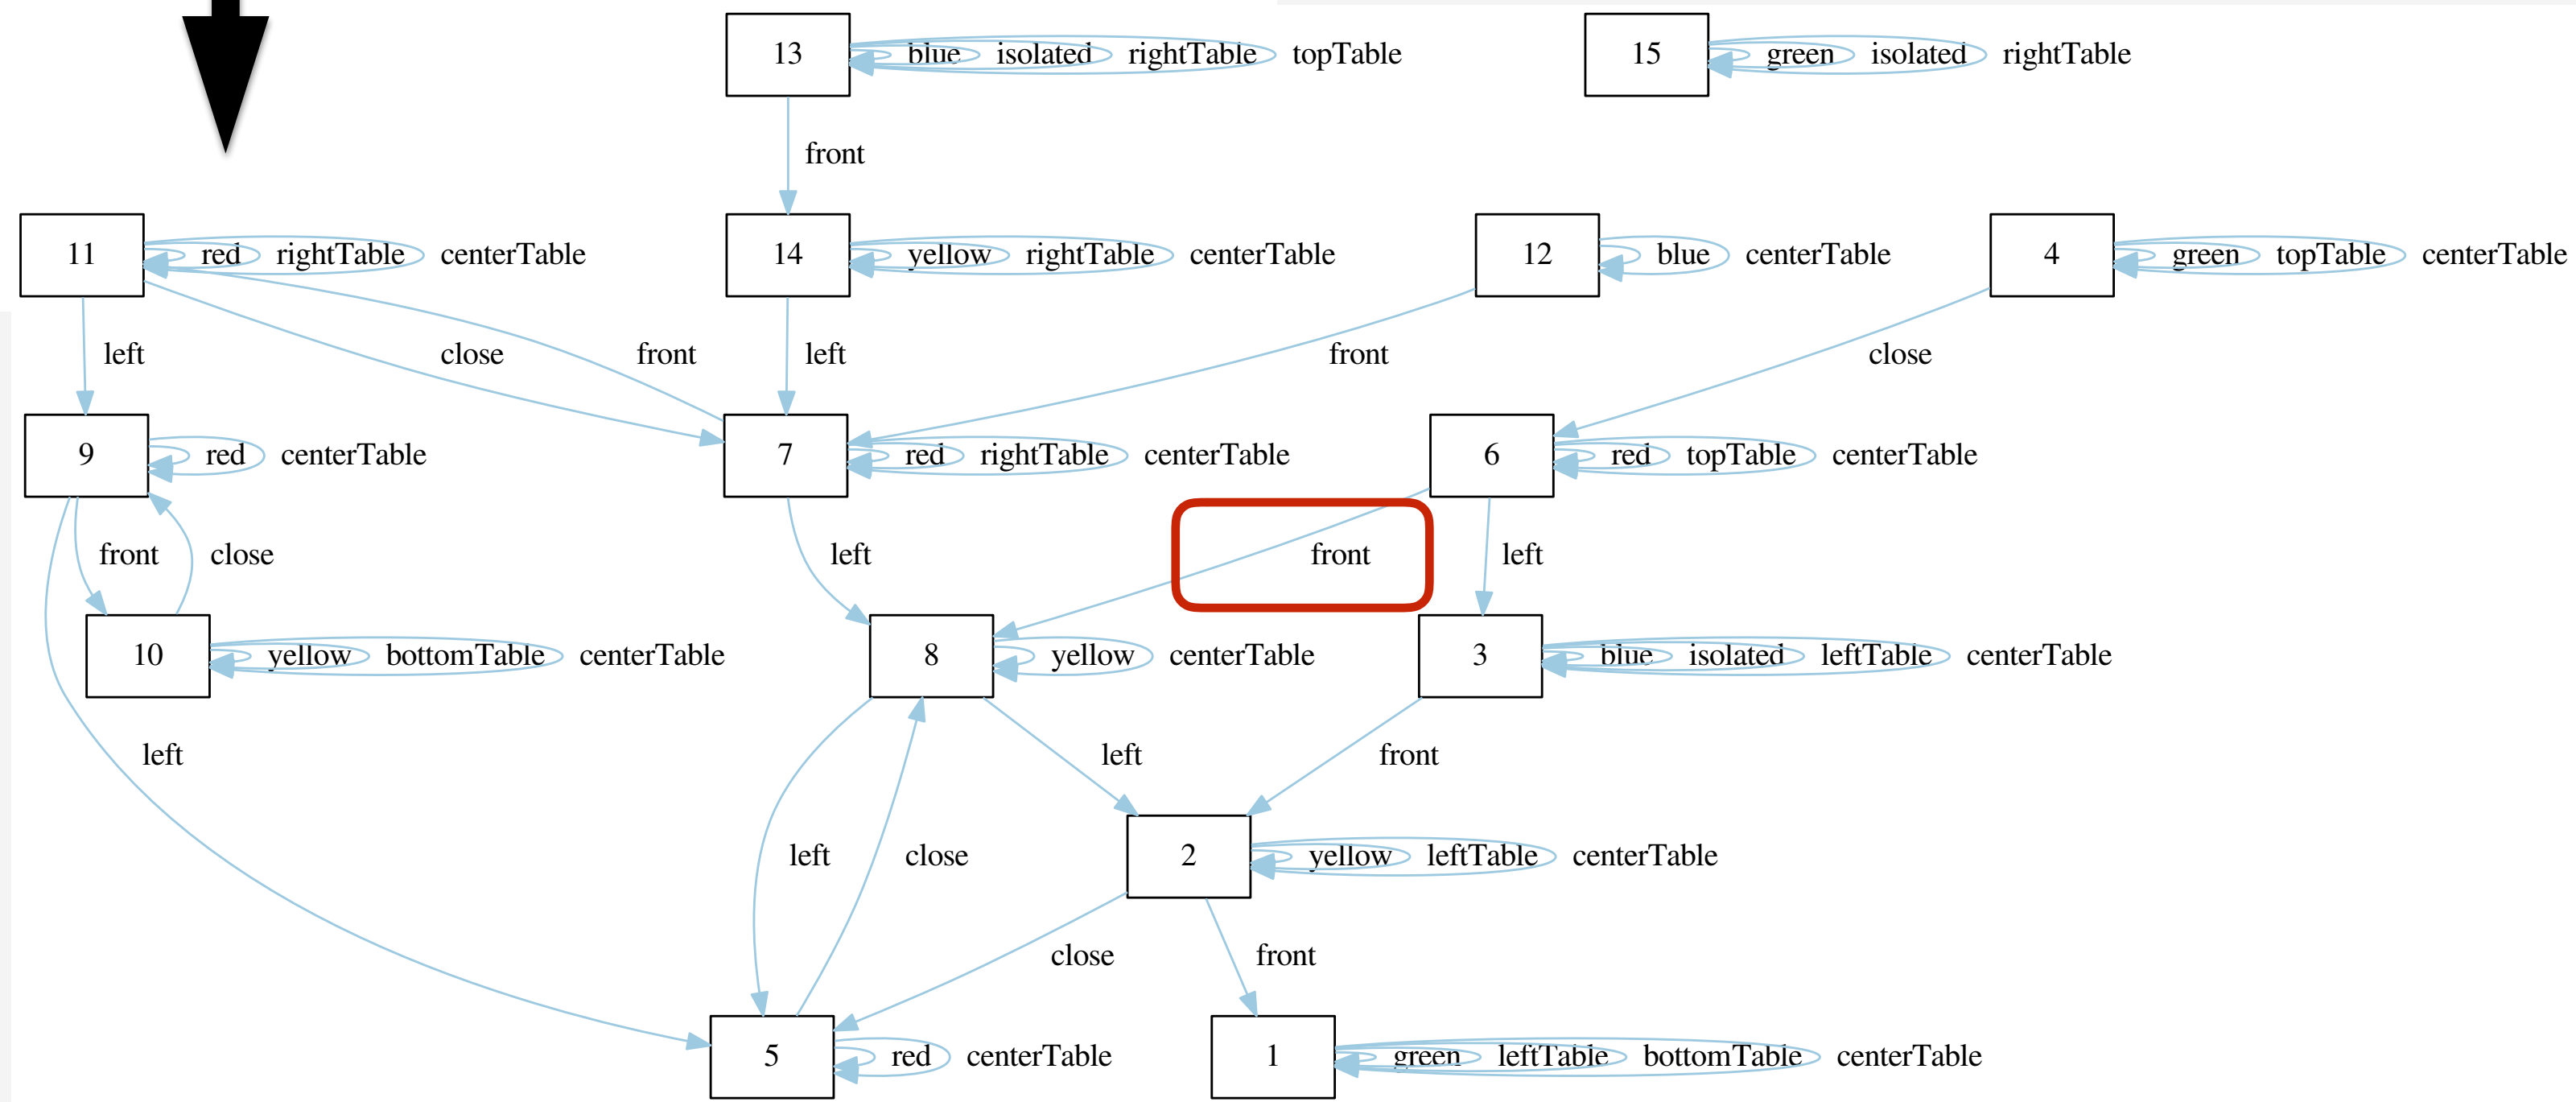 13 blue isolated rightTable topTable 15 green isolated rightTable
front
11 red rightTable centerTable 14 yellow rightTable centerTable 12 blue centerTable 4 green topTable centerTable
left close front left front close
9 red centerTable 7 red rightTable centerTable 6 red topTable centerTable
front close left front left
10 yellow bottomTable centerTable 8 yellow centerTable 3 blue isolated leftTable centerTable
left left front
left close 2 yellow leftTable centerTable
close front
5 red centerTable 1 green leftTable bottomTable centerTable